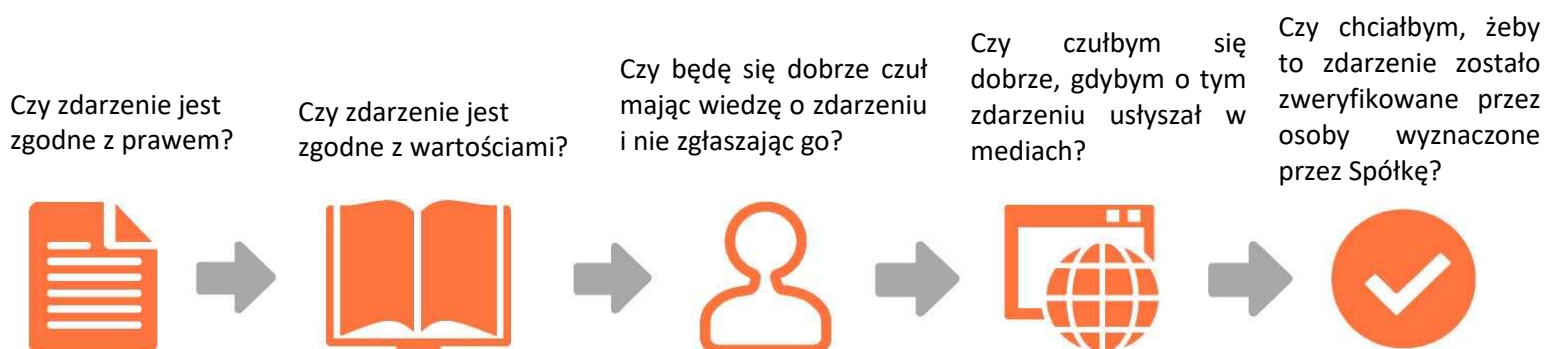 Czy zdarzenie jest
zgodne z prawem?
Czy zdarzenie jest
zgodne z wartościami?
Czy będę się dobrze czuł
mając wiedzę o zdarzeniu
i nie zgłaszając go?
Czy czułbym się
dobrze, gdybym o tym
zdarzeniu usłyszał w
mediach?
Czy chciałbym, żeby
to zdarzenie zostało
zweryfikowane przez
osoby wyznaczone
przez Spółkę?